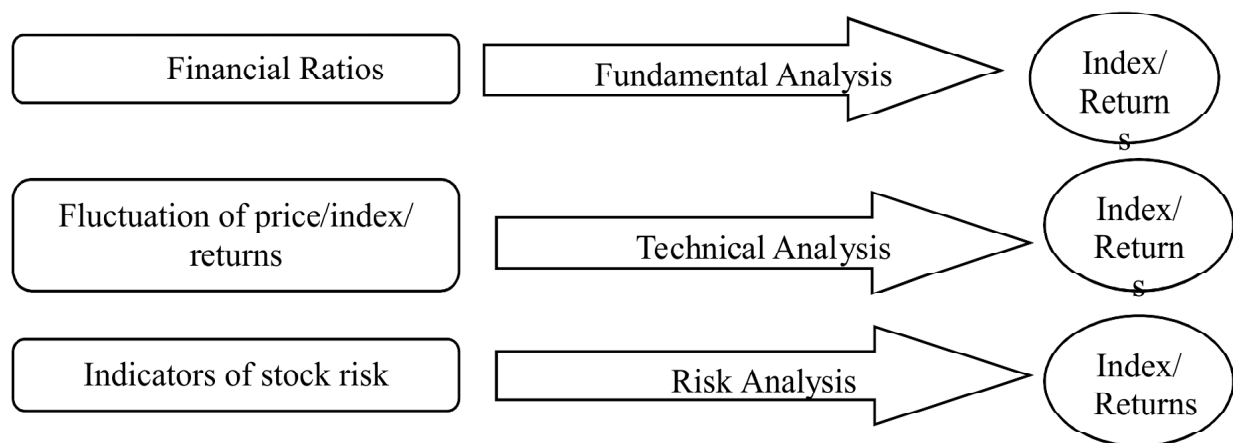 Financial Ratios
Fundamental Analysis
Index/
Return
s
Fluctuation of price/index/
returns
Technical Analysis
Index/
Return
s
Indicators of stock risk
Risk Analysis
Index/
Returns